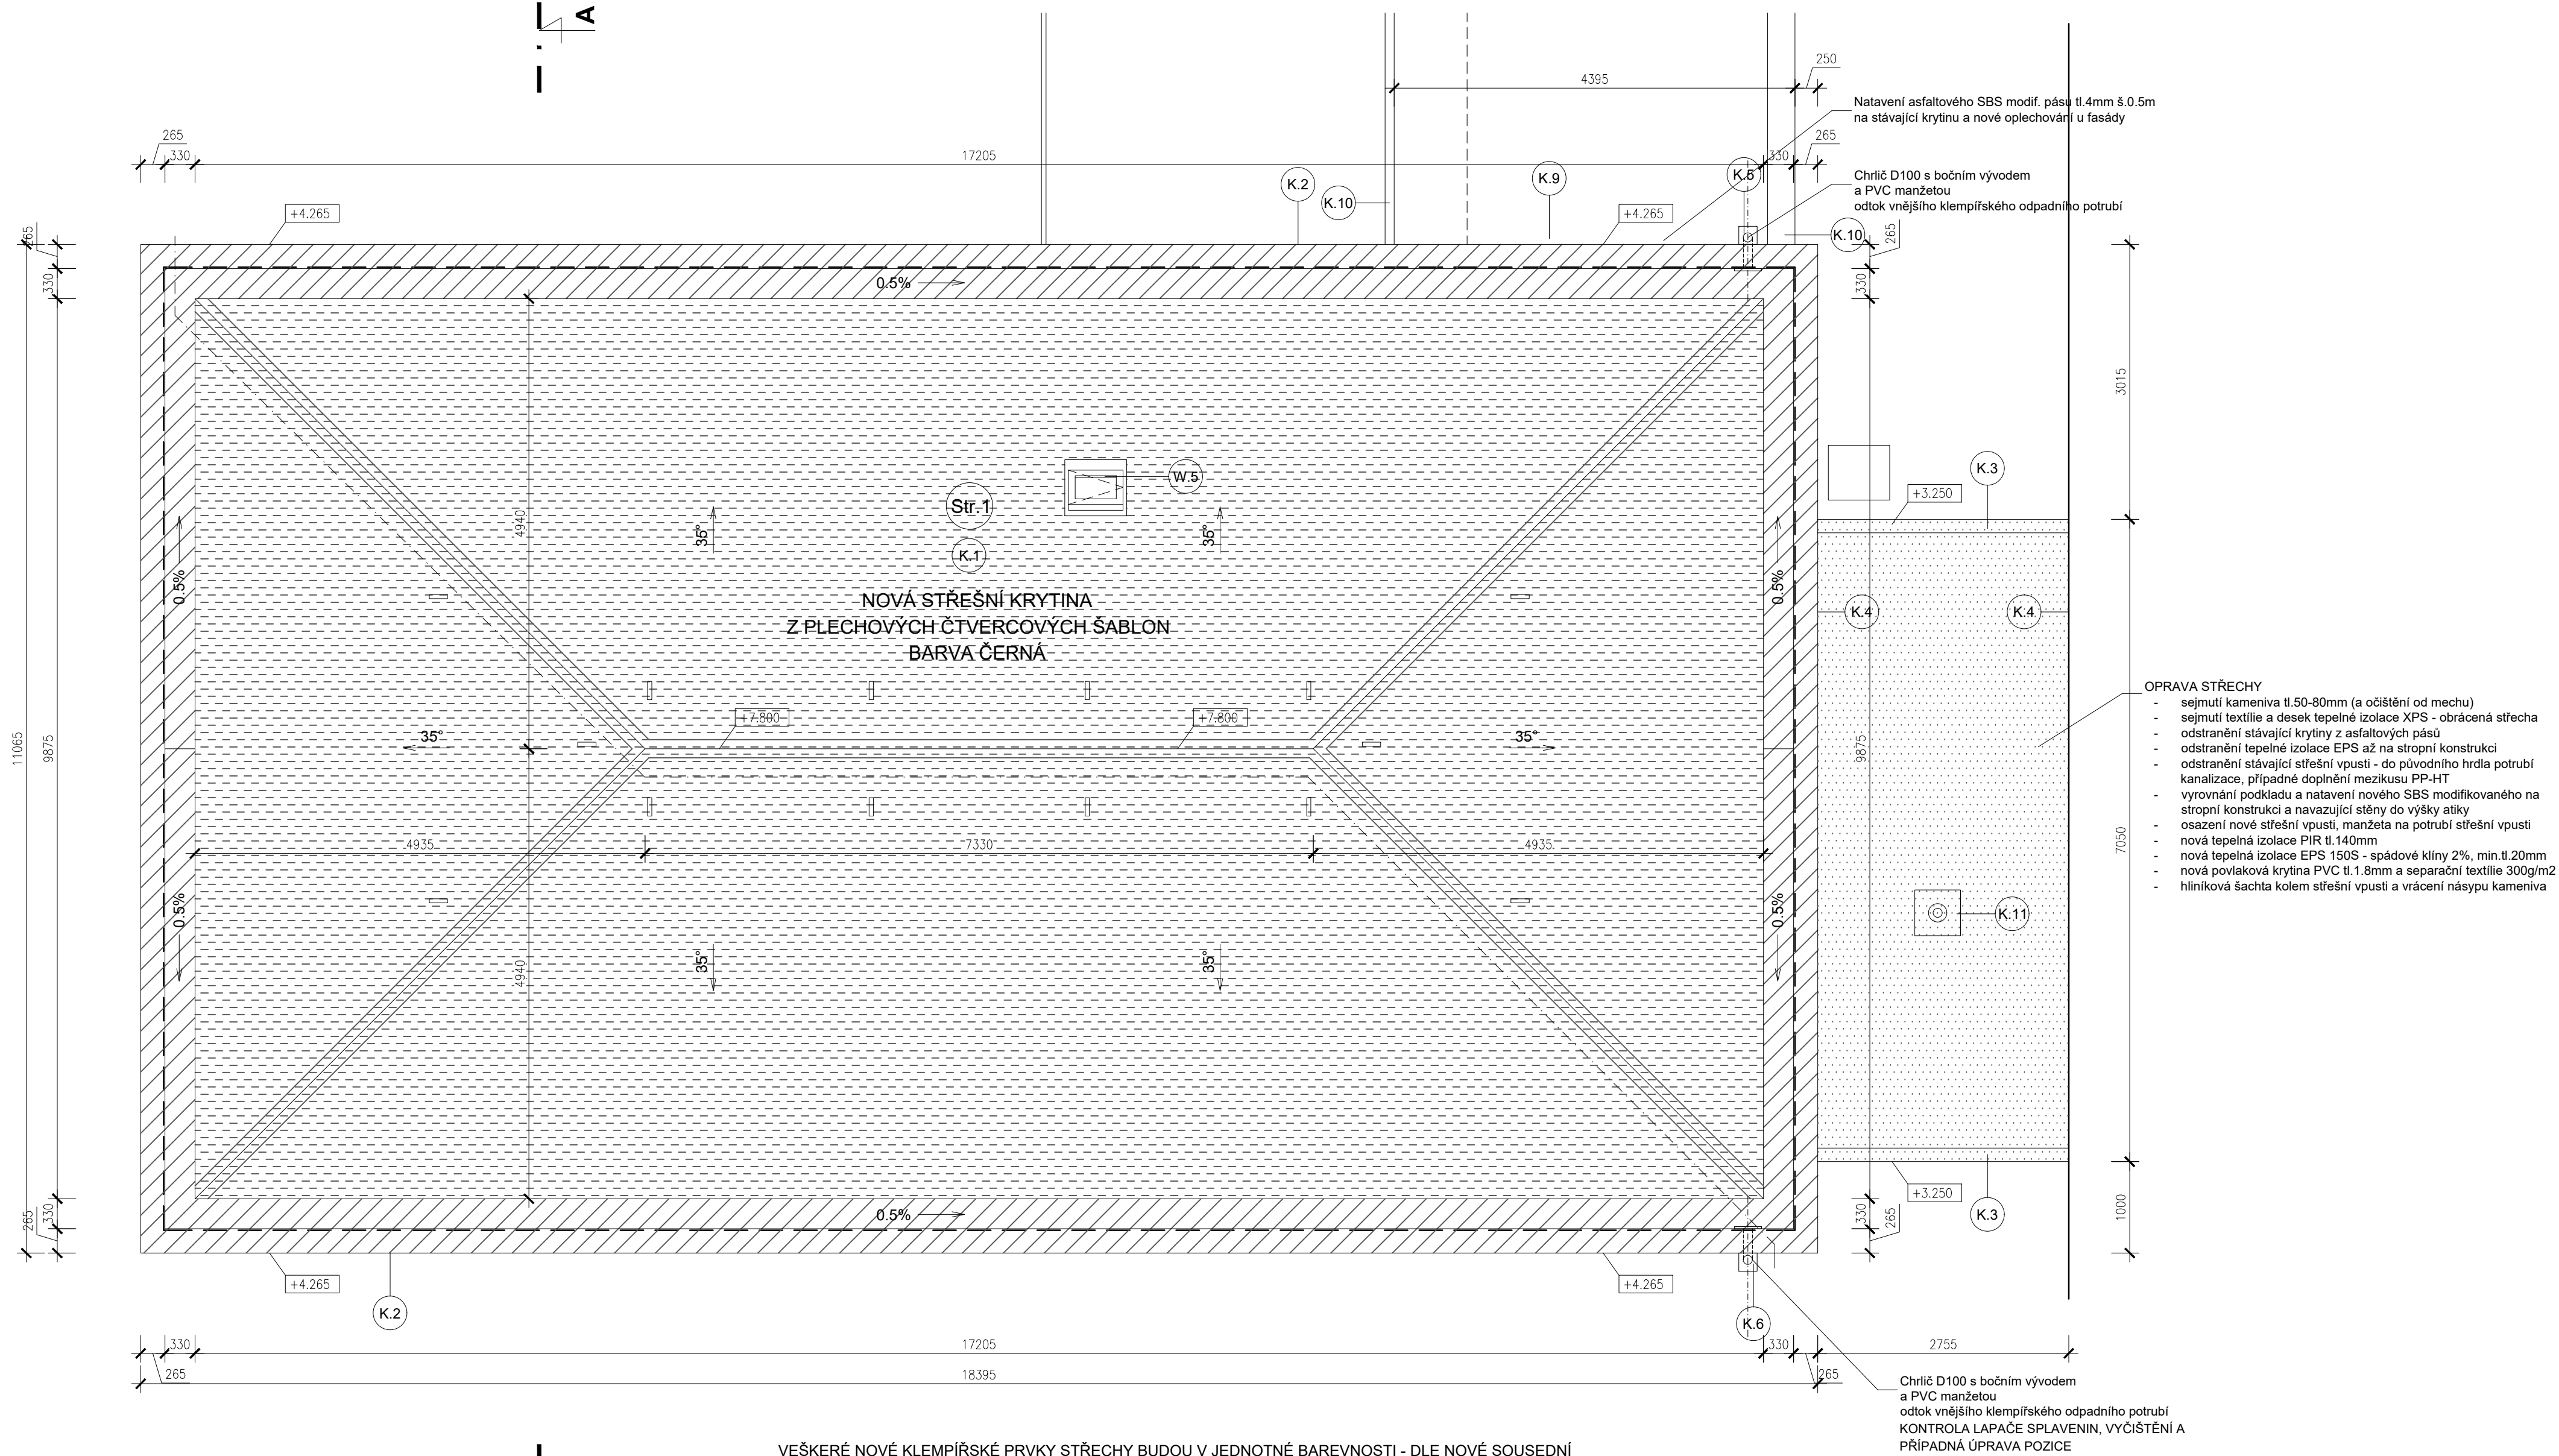 A
250
4395
Natavení asfaltového SBS modif. pásu tl.4mm š.0.5m
na stávající krytinu a nové oplechování u fasády
265
330
17205
330
265
K.2
K.10
K.9
K.5
Chrlič D100 s bočním vývodem
a PVC manžetou
odtok vnějšího klempířského odpadního potrubí
+4.265
+4.265
K.10
265
265
330
330
0.5%
3015
4940
W.5
Str.1
K.1
35°
35°
K.3
+3.250
0.5%
0.5%
NOVÁ STŘEŠNÍ KRYTINA
Z PLECHOVÝCH ČTVERCOVÝCH ŠABLON
BARVA ČERNÁ
K.4
K.4
+7.800
+7.800
35°
35°
11065
9875
9875
OPRAVA STŘECHY
- sejmutí kameniva tl.50-80mm (a očištění od mechu)
- sejmutí textílie a desek tepelné izolace XPS - obrácená střecha
- odstranění stávající krytiny z asfaltových pásů
- odstranění tepelné izolace EPS až na stropní konstrukci
- odstranění stávající střešní vpusti - do původního hrdla potrubí
kanalizace, případné doplnění mezikusu PP-HT
- vyrovnání podkladu a natavení nového SBS modifikovaného na
stropní konstrukci a navazující stěny do výšky atiky
- osazení nové střešní vpusti, manžeta na potrubí střešní vpusti
- nová tepelná izolace PIR tl.140mm
- nová tepelná izolace EPS 150S - spádové klíny 2%, min.tl.20mm
- nová povlaková krytina PVC tl.1.8mm a separační textílie 300g/m2
- hliníková šachta kolem střešní vpusti a vrácení násypu kameniva
4935
7330
4935
7050
0.5%
0.5%
K.11
4940
35°
35°
+3.250
K.3
1000
265
330
0.5%
330
265
+4.265
+4.265
K.2
K.6
330
17205
330
2755
265
18395
265
Chrlič D100 s bočním vývodem
a PVC manžetou
odtok vnějšího klempířského odpadního potrubí
KONTROLA LAPAČE SPLAVENIN, VYČIŠTĚNÍ A
PŘÍPADNÁ ÚPRAVA POZICE
VEŠKERÉ NOVÉ KLEMPÍŘSKÉ PRVKY STŘECHY BUDOU V JEDNOTNÉ BAREVNOSTI - DLE NOVÉ SOUSEDNÍ